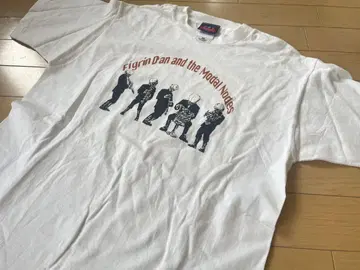 Figrin Dan and the Modal Nodes